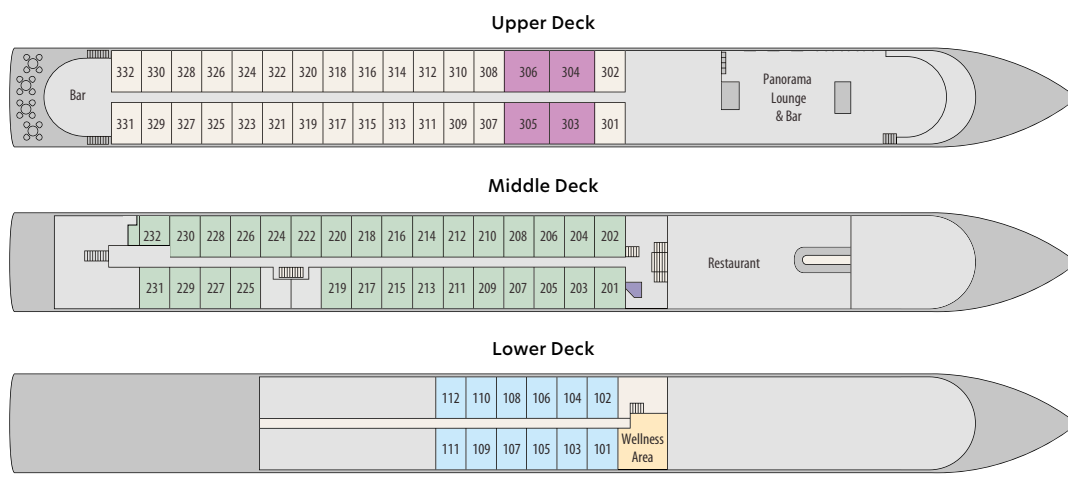 Upper Deck
332 330 328 326 324 322 320 318 316 314 312 310 308 306 304 302
Bar
331 329 327 325 323 321 319 317 315 313 311 309 307 305 303 301
Panorama
Lounge
& Bar
Middle Deck
232 230 228 226 224 222 220 218 216 214 212 210 208 206 204 202
231 229 227 225 219 217 215 213 211 209 207 205 203 201
Restaurant
Lower Deck
112 110 108 106 104 102
111 109 107 105 103 101
Wellness
Area